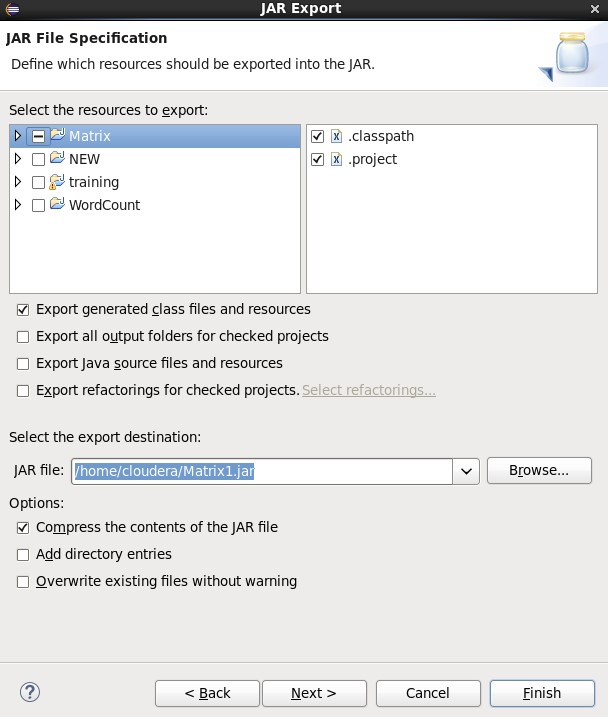 JAR Export
JAR File Specification
Define which resources should be exported into the JAR.
Select the resources to export:
Matrix
NEW
training
WordCount
.classpath
.project
Export generated class files and resources
Export all output folders for checked projects
Export Java source files and resources
Export refactorings for checked projects. Select refactorings...
Select the export destination:
JAR file: /home/cloudera/Matrix1.jar Browse...
Options:
Compress the contents of the JAR file
Add directory entries
Overwrite existing files without warning
? < Back Next > Cancel Finish